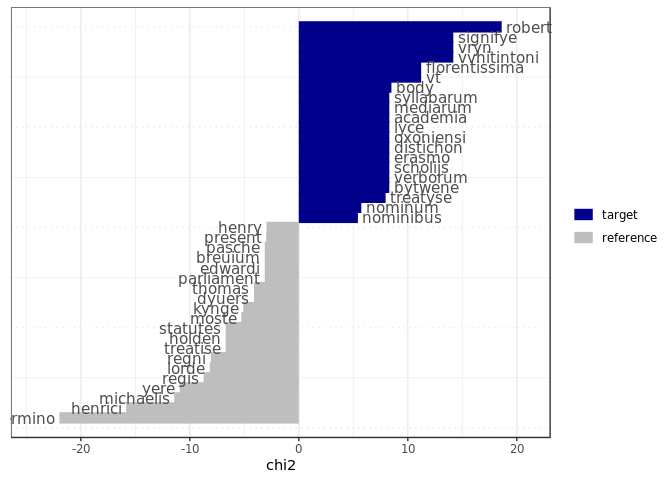 robert
signifye
vryn
vvhitintoni
florentissima
vt
body
syllabarum
mediarum
academia
lyce
oxoniensi
distichon
erasmo
scholijs
verborum
bytwene
treatyse
nominum
nominibus
henry
present
pasche
breuium
edwardi
parliament
thomas
dyuers
kynge
moste
statutes
holden
treatise
regni
lorde
regis
yere
michaelis
henrici
rmino
-20 -10 0 10 20
chi2
target
reference